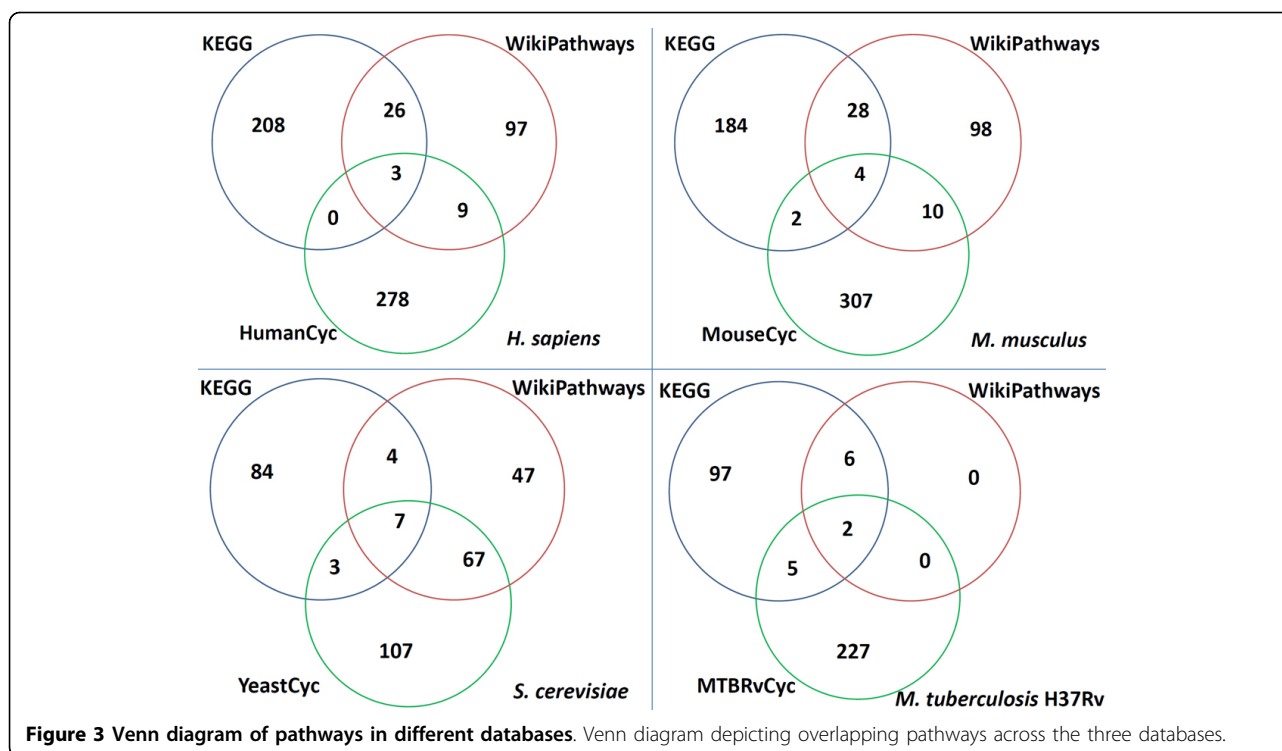 KEGG
WikiPathways
208
26
97
3
0
9
278
HumanCyc
H. sapiens
KEGG
WikiPathways
184
28
98
4
2
10
307
MouseCyc
M. musculus
KEGG
WikiPathways
84
4
47
7
3
67
107
YeastCyc
S. cerevisiae
KEGG
WikiPathways
97
6
0
2
5
0
227
MTBRvCyc
M. tuberculosis H37Rv
Figure 3 Venn diagram of pathways in different databases. Venn diagram depicting overlapping pathways across the three databases.